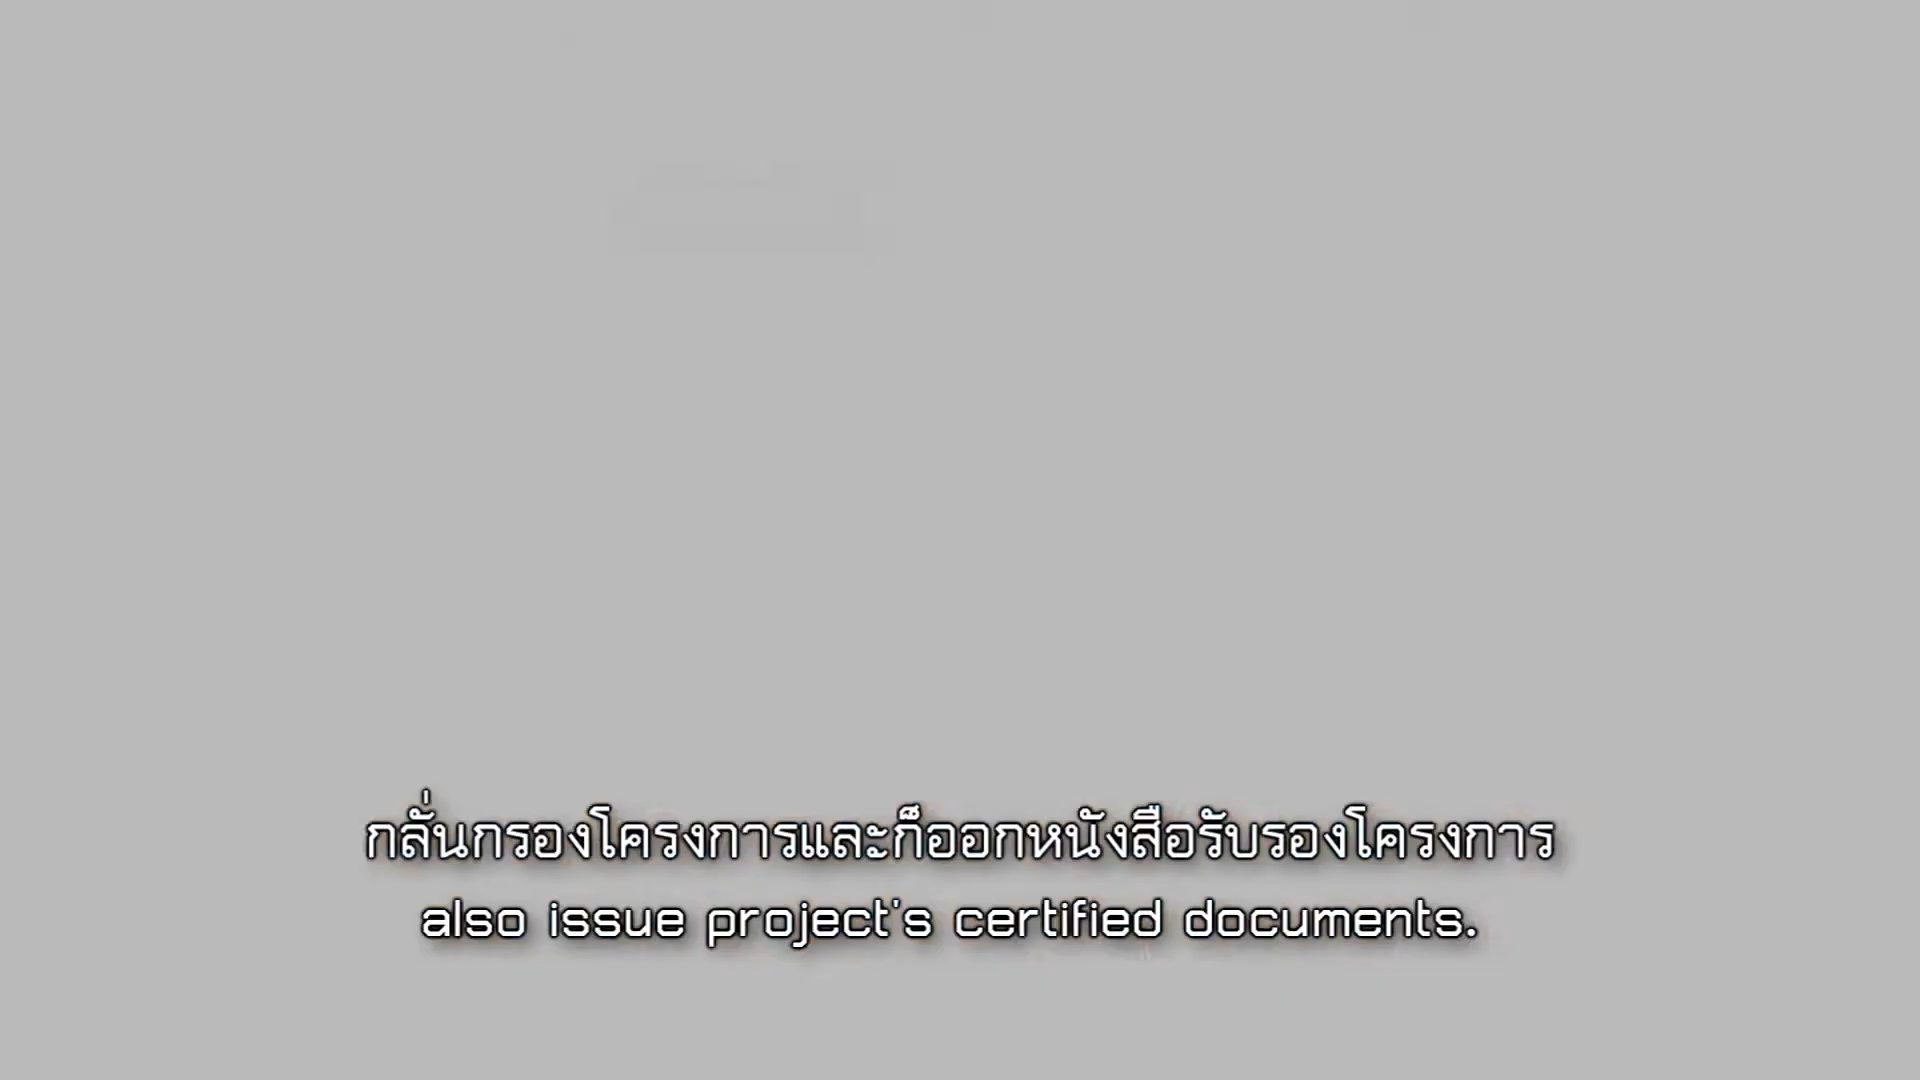 กลั่นกรองโครงการและก็ออกหนังสือรับรองโครงการ
also issue project's certified documents.